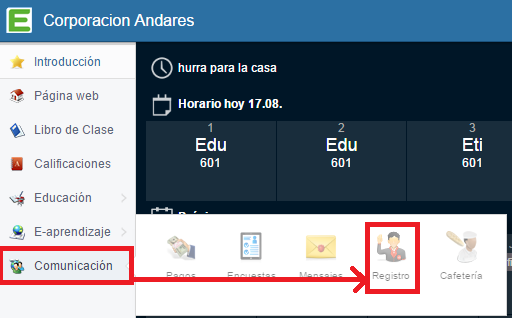 E Corporacion Andares
Introducción
Página web
Libro de Clase
Calificaciones
Educación
E-aprendizaje
Comunicación
hurra para la casa
Horario hoy 17.08.
1 2 3
Edu Edu Eti
601 601 601
Pagos Encuestas Mensajes Registro Cafetería